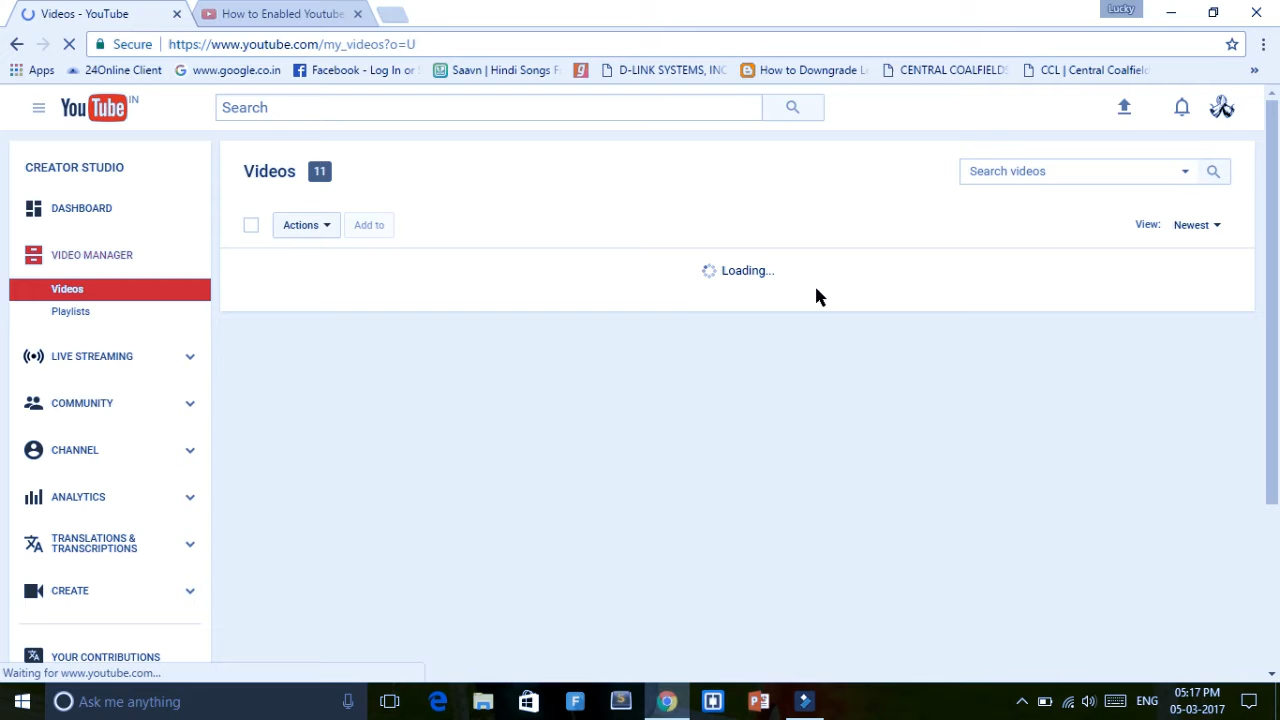 Videos - YouTube
How to Enabled Youtube
Lucky
Secure
https://www.youtube.com/my_videos?o=U
Apps
24Online Client
www.google.co.in
Facebook - Log In or
Saavn | Hindi Songs F
D-LINK SYSTEMS, INC
How to Downgrade L
CENTRAL COALFIELDS
CCL | Central Coalfiel
YouTube IN
Search
CREATOR STUDIO
DASHBOARD
VIDEO MANAGER
Videos
Playlists
LIVE STREAMING
COMMUNITY
CHANNEL
ANALYTICS
TRANSLATIONS &
TRANSCRIPTIONS
CREATE
YOUR CONTRIBUTIONS
Videos 11
Search videos
Actions
Add to
View: Newest
Loading...
Waiting for www.youtube.com...
Ask me anything
ENG
05:17 PM
05-03-2017